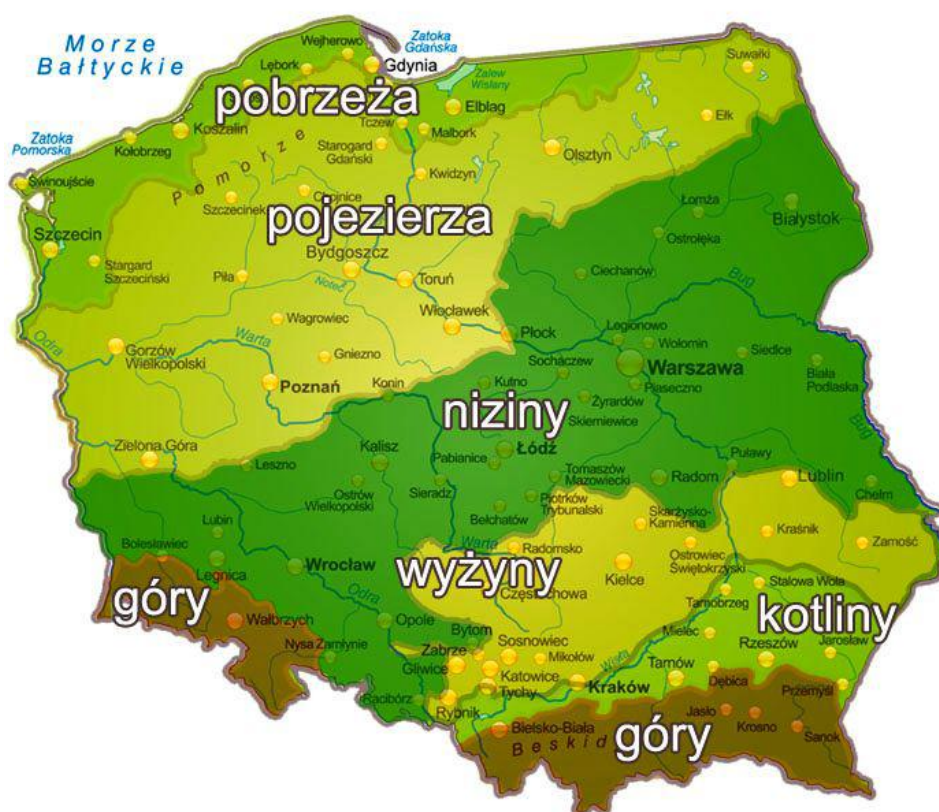 Morze
Bałtyckie
Zatoka
Gdańska
Wejherowo
Gdynia
Lębork
Zalew
Wiślany
Suwałki
pobrzeża
Elbląg
Ełk
Koszalin
Tczew
Malbork
Zatoka
Pomorska
Kołobrzeg
Starogard
Gdański
Olsztyn
Pomorze
Kwidzyn
Świnoujście
Chojnice
Szczecinek
Łomża
Białystok
pojezierza
Szczecin
Ostrołęka
Stargard
Szczeciński
Bydgoszcz
Piła
Toruń
Ciechanów
Noteć
Bug
Włocławek
Wągrowiec
Płock
Legionowo
Wołomin
Odra
Warta
Gorzów
Wielkopolski
Gniezno
Sochaczew
Warszawa
Siedlce
Biała
Podlaska
Poznań
Konin
Kutno
Piaseczno
Żyrardów
niziny
Skierniewice
Bug
Zielona Góra
Kalisz
Łódź
Leszno
Pabianice
Puławy
Tomaszów
Mazowiecki
Radom
Lublin
Ostrów
Wielkopolski
Sieradz
Chełm
Piotrków
Trybunalski
Bełchatów
Skarżysko-
Kamienna
Lubin
Kraśnik
Bolesławiec
Warta
Radomsko
Zamość
Ostrowiec
Świętokrzyski
Wrocław
Legnica
wyżyny
Kielce
Stalowa Wola
Częstochowa
góry
Odra
Tarnobrzeg
kotliny
Wałbrzych
Opole
Bytom
Mielec
Nysa
Sosnowiec
Rzeszów
Jarosław
Zabrze
Mikołów
Wisła
Gliwice
Katowice
Tarnów
Tychy
Kraków
Dębica
Przemyśl
Racibórz
Rybnik
Jasło
Bielsko-Biała
góry
Krosno
Beskid
Sanok